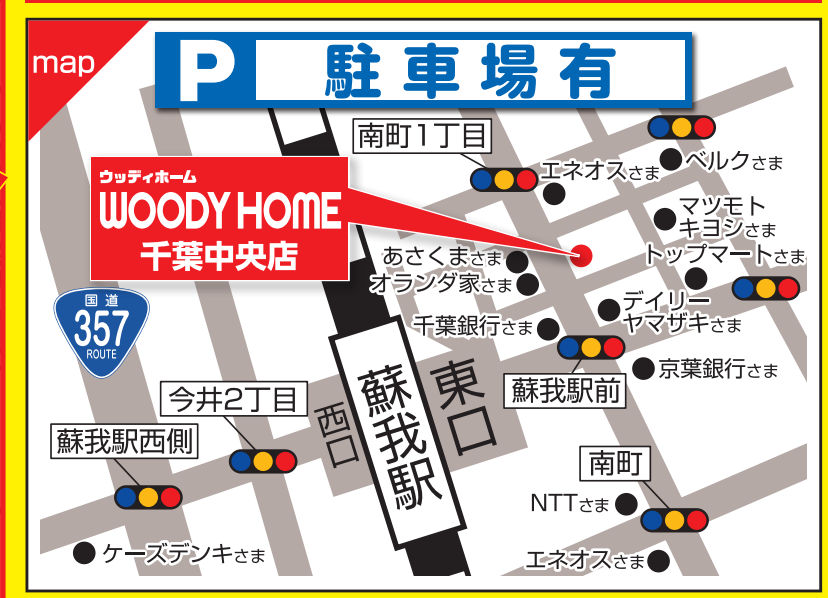 map
P 駐車場有
南町1丁目
エネオスさま
ベルクさま
ウッディホーム
WOODY HOME
千葉中央店
マツモト
キヨシさま
あさくまさま
トップマートさま
オランダ家さま
国道
357
ROUTE
デイリー
ヤマザキさま
千葉銀行さま
京葉銀行さま
蘇我駅前
今井2丁目
西口
蘇我駅
東口
蘇我駅西側
南町
NTTさま
ケーズデンキさま
エネオスさま